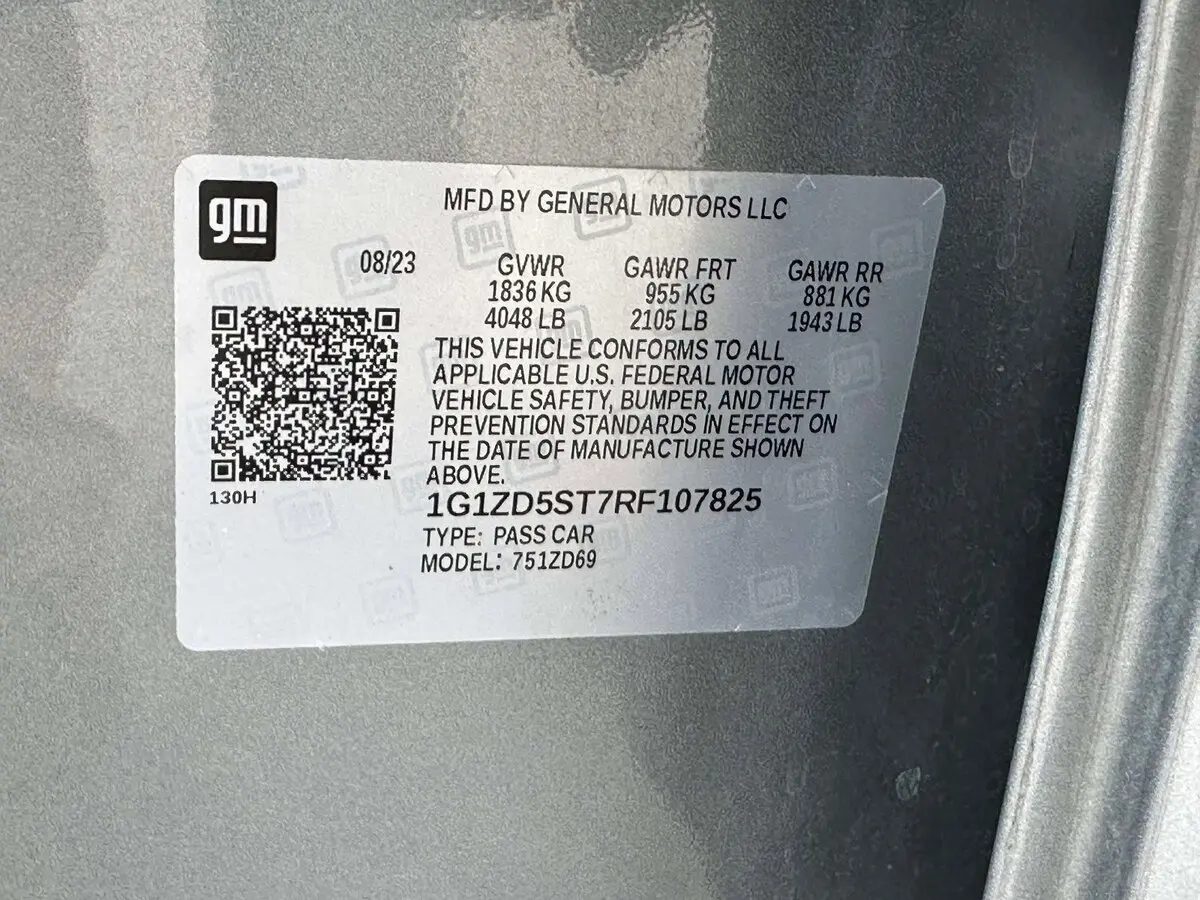 gm
MFD BY GENERAL MOTORS LLC
08/23 GVWR GAWR FRT GAWR RR
1836 KG 955 KG 881 KG
4048 LB 2105 LB 1943 LB
THIS VEHICLE CONFORMS TO ALL
APPLICABLE U.S. FEDERAL MOTOR
VEHICLE SAFETY, BUMPER, AND THEFT
PREVENTION STANDARDS IN EFFECT ON
THE DATE OF MANUFACTURE SHOWN
ABOVE.
130H
1G1ZD5ST7RF107825
TYPE: PASS CAR
MODEL: 751ZD69